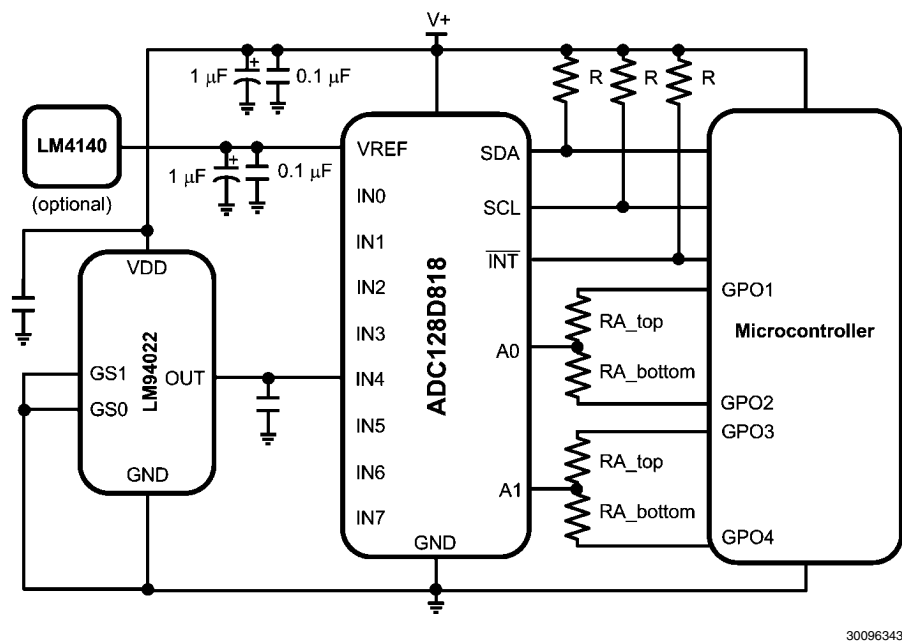 V+
1 µF
+
0.1 µF
R
R
R
LM4140
(optional)
1 µF
+
0.1 µF
VREF
IN0
IN1
IN2
IN3
IN4
IN5
IN6
IN7
GND
ADC128D818
SDA
SCL
INT
A0
A1
VDD
GS1
GS0
LM94022
OUT
GND
RA_top
RA_bottom
RA_top
RA_bottom
GPO1
Microcontroller
GPO2
GPO3
GPO4
30096343